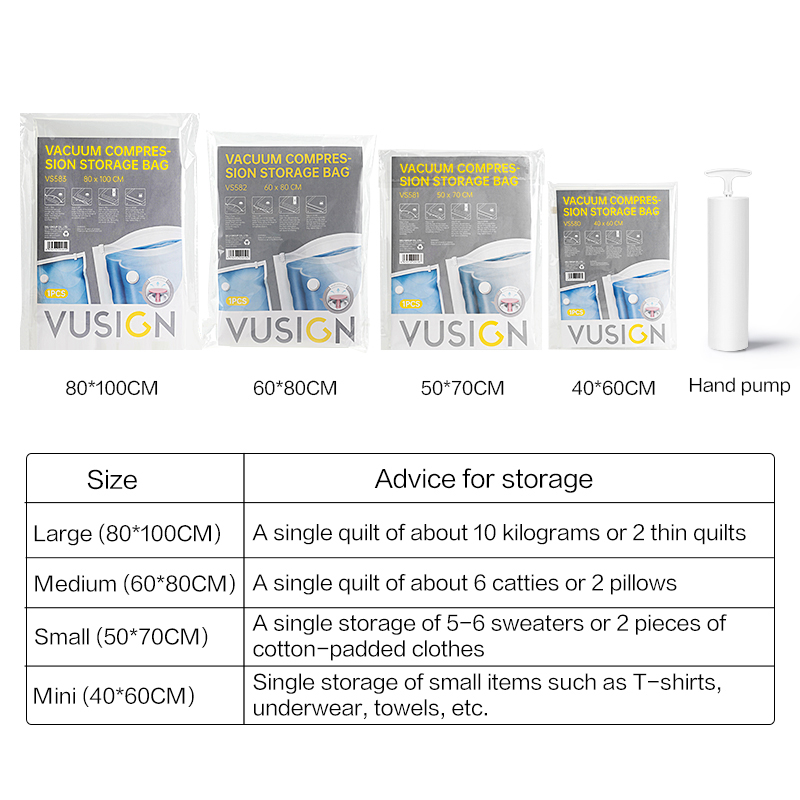 VACUUM COMPRES-
SION STORAGE BAG
VS583 80 x 100 CM
1PCS
VUSIGN
VACUUM COMPRES-
SION STORAGE BAG
VS582 60 x 80 CM
1PCS
VUSIGN
VACUUM COMPRES-
SION STORAGE BAG
VS581 50 x 70 CM
1PCS
VUSIGN
VACUUM COMPRES-
SION STORAGE BAG
VS580 40 x 60 CM
1PCS
VUSIGN
80*100CM
60*80CM
50*70CM
40*60CM
Hand pump
Size
Advice for storage
Large (80*100CM)
A single quilt of about 10 kilograms or 2 thin quilts
Medium (60*80CM)
A single quilt of about 6 catties or 2 pillows
Small (50*70CM)
A single storage of 5-6 sweaters or 2 pieces of
cotton-padded clothes
Mini (40*60CM)
Single storage of small items such as T-shirts,
underwear, towels, etc.